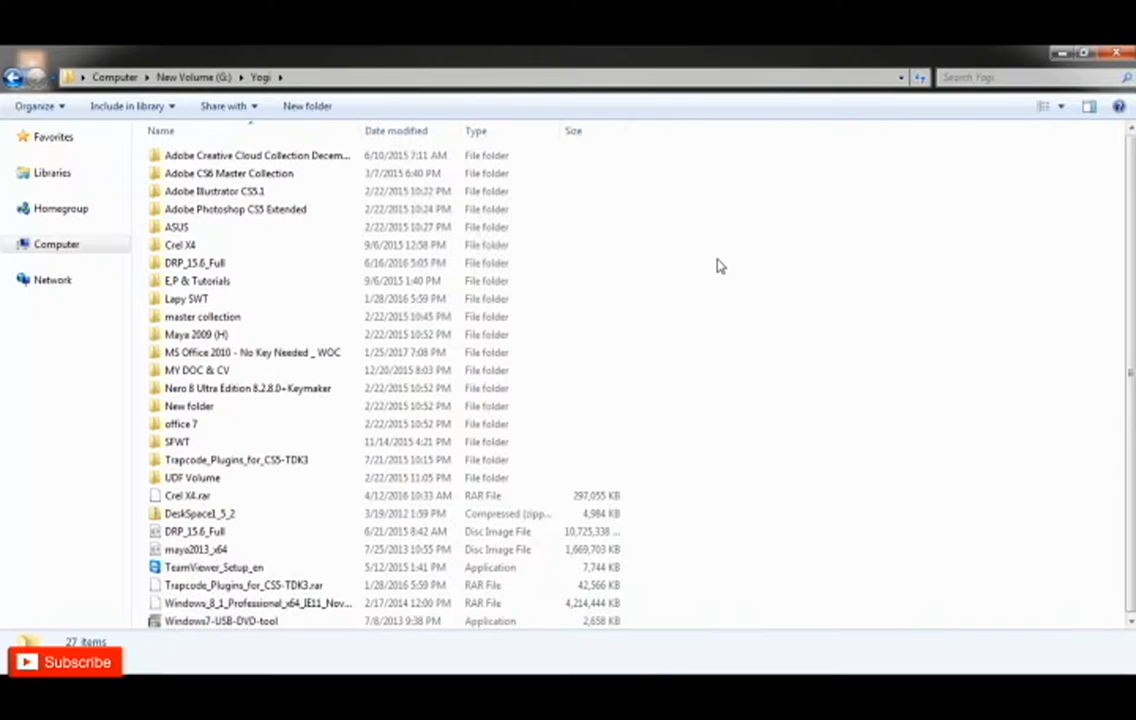 Computer ▸ New Volume (G:) ▸ Yogi ▸ Search Yogi
Organize Include in library Share with New folder
Name Date modified Type Size
Favorites
Libraries
Homegroup
Computer
Network
Adobe Creative Cloud Collection Decem... 6/10/2015 7:11 AM File folder
Adobe CS6 Master Collection 3/7/2015 6:40 PM File folder
Adobe Illustrator CS5.1 2/22/2015 10:22 PM File folder
Adobe Photoshop CS5 Extended 2/22/2015 10:24 PM File folder
ASUS 2/22/2015 10:27 PM File folder
Crel X4 9/6/2015 12:58 PM File folder
DRP_15.6_Full 6/16/2016 5:05 PM File folder
E,P & Tutorials 9/6/2015 1:40 PM File folder
Lapy SWT 1/28/2016 5:59 PM File folder
master collection 2/22/2015 10:45 PM File folder
Maya 2009 (H) 2/22/2015 10:52 PM File folder
MS Office 2010 - No Key Needed _ WOC 1/25/2017 7:08 PM File folder
MY DOC & CV 12/20/2015 8:03 PM File folder
Nero 8 Ultra Edition 8.2.8.0+Keymaker 2/22/2015 10:52 PM File folder
New folder 2/22/2015 10:52 PM File folder
office 7 2/22/2015 10:52 PM File folder
SFWT 11/14/2015 4:21 PM File folder
Trapcode_Plugins_for_CS5-TDK3 7/21/2015 10:15 PM File folder
UDF Volume 2/22/2015 11:05 PM File folder
Crel X4.rar 4/12/2016 10:33 AM RAR File 297,055 KB
DeskSpace1_5_2 3/19/2012 1:59 PM Compressed (zipp... 4,984 KB
DRP_15.6_Full 6/21/2015 8:42 AM Disc Image File 10,725,338 ...
maya2013_x64 7/25/2013 10:55 PM Disc Image File 1,669,703 KB
TeamViewer_Setup_en 5/12/2015 1:41 PM Application 7,744 KB
Trapcode_Plugins_for_CS5-TDK3.rar 1/28/2016 5:59 PM RAR File 42,566 KB
Windows_8_1_Professional_x64_IE11_Nov... 2/17/2014 12:00 PM RAR File 4,214,444 KB
Windows7-USB-DVD-tool 7/8/2013 9:38 PM Application 2,658 KB
27 items
Subscribe